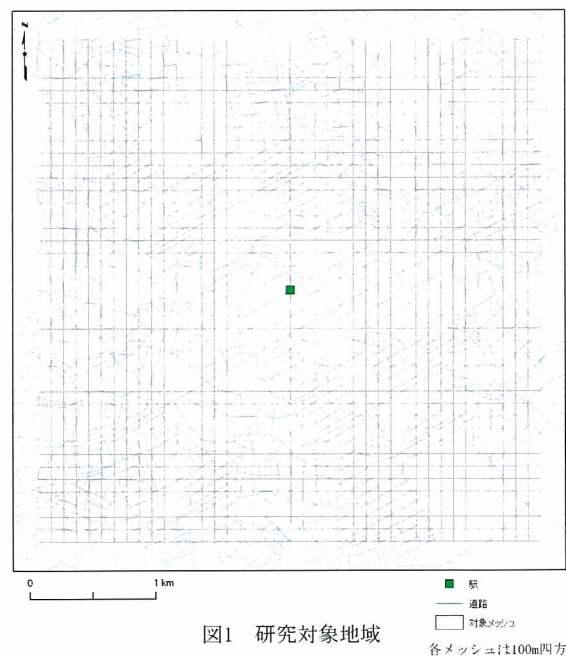 0 1 km
駅
道路
対象メッシュ
図1 研究対象地域
各メッシュは100m四方